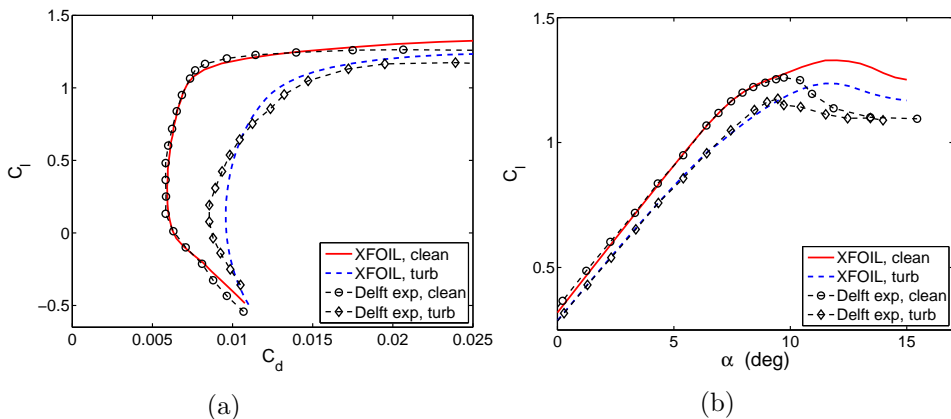 1.5
1
0.5
0
−0.5
C_l
0
0.005
0.01
0.015
0.02
0.025
C_d
XFOIL, clean
XFOIL, turb
Delft exp, clean
Delft exp, turb
(a)
1.5
1
0.5
C_l
0
5
10
15
α (deg)
XFOIL, clean
XFOIL, turb
Delft exp, clean
Delft exp, turb
(b)